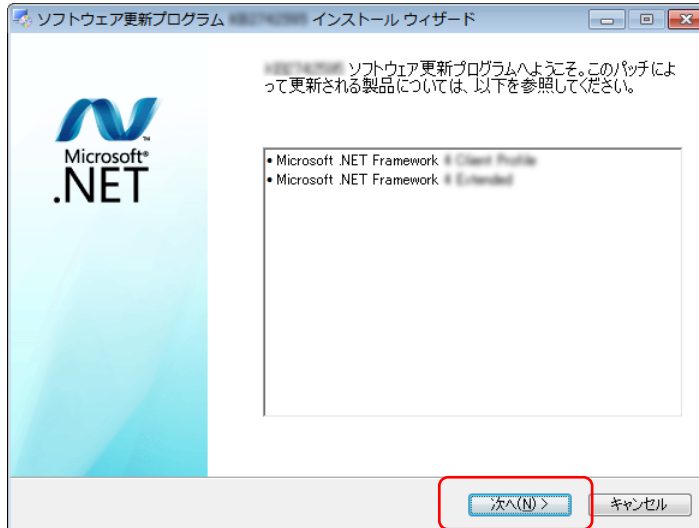 ソフトウェア更新プログラム インストール ウィザード
ソフトウェア更新プログラムへようこそ。このパッチによ
って更新される製品については、以下を参照してください。
Microsoft®
.NET
• Microsoft .NET Framework
• Microsoft .NET Framework
次へ(N) >
キャンセル